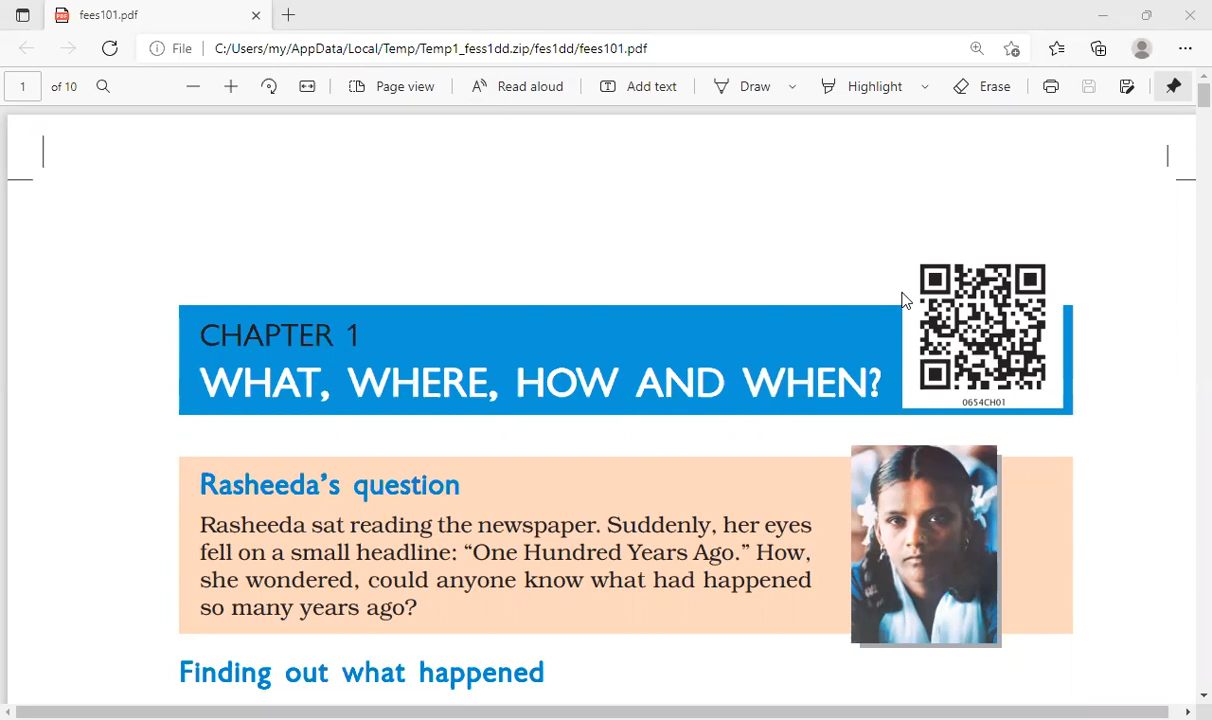 fees101.pdf
File C:/Users/my/AppData/Local/Temp/Temp1_fess1dd.zip/fes1dd/fees101.pdf
1 of 10 Page view Read aloud Add text Draw Highlight Erase
CHAPTER 1
WHAT, WHERE, HOW AND WHEN?
0654CH01
Rasheeda’s question
Rasheeda sat reading the newspaper. Suddenly, her eyes
fell on a small headline: “One Hundred Years Ago.” How,
she wondered, could anyone know what had happened
so many years ago?
Finding out what happened